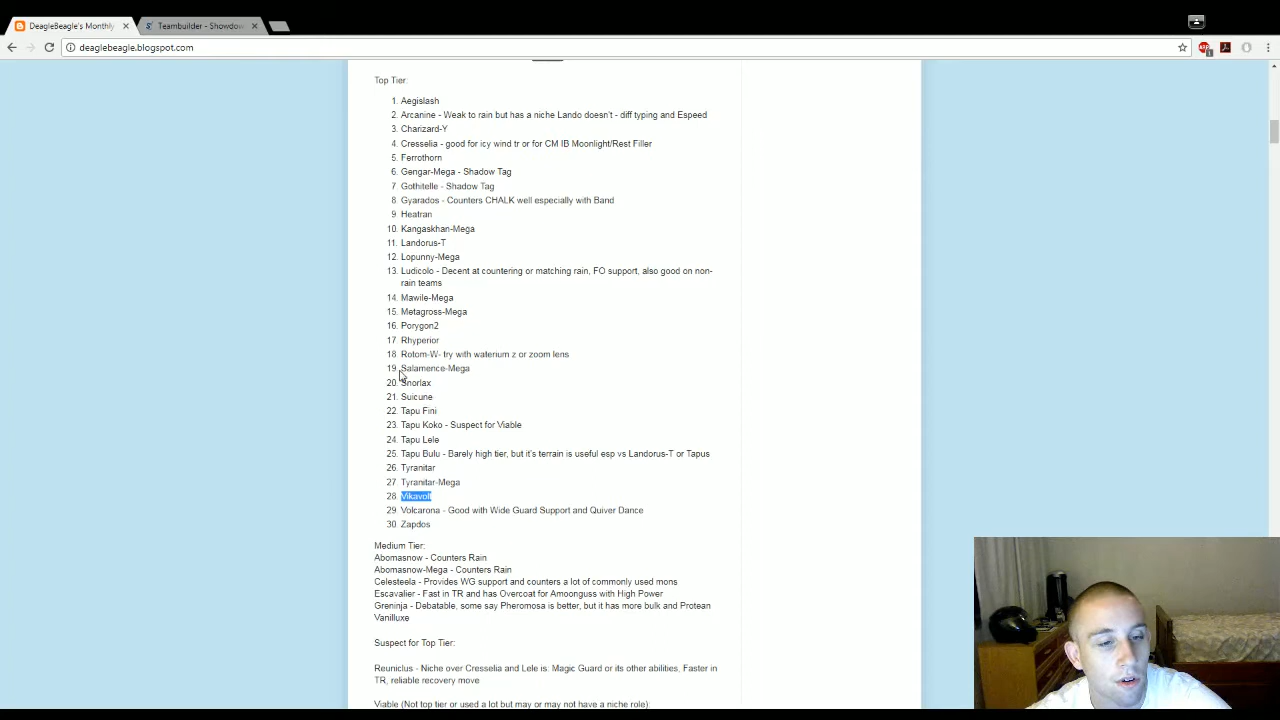 DeagleBeagle's Monthly
Teambuilder - Showdow
deaglebeagle.blogspot.com
Top Tier:
1. Aegislash
2. Arcanine - Weak to rain but has a niche Lando doesn't - diff typing and Espeed
3. Charizard-Y
4. Cresselia - good for icy wind tr or for CM IB Moonlight/Rest Filler
5. Ferrothorn
6. Gengar-Mega - Shadow Tag
7 Gothitelle - Shadow Tag
8 Gyarados - Counters CHALK well especially with Band
9 Heatran
10. Kangaskhan-Mega
11. Landorus-T
12. Lopunny-Mega
13. Ludicolo - Decent at countering or matching rain, FO support, also good on non-
rain teams
14. Mawile-Mega
15. Metagross-Mega
16. Porygon2
17. Rhyperior
18 Rotom-W- try with waterium z or zoom lens
19. Salamence-Mega
20. Snorlax
21. Suicune
22. Tapu Fini
23. Tapu Koko - Suspect for Viable
24. Tapu Lele
25. Tapu Bulu - Barely high tier, but it's terrain is useful esp vs Landorus-T or Tapus
26. Tyranitar
27. Tyranitar-Mega
28. Vikavolt
29 Volcarona - Good with Wide Guard Support and Quiver Dance
30 Zapdos
Medium Tier:
Abomasnow - Counters Rain
Abomasnow-Mega - Counters Rain
Celesteela - Provides WG support and counters a lot of commonly used mons
Escavalier - Fast in TR and has Overcoat for Amoonguss with High Power
Greninja - Debatable, some say Pheromosa is better, but it has more bulk and Protean
Vanilluxe
Suspect for Top Tier:
Reuniclus - Niche over Cresselia and Lele is: Magic Guard or its other abilities, Faster in
TR, reliable recovery move
Viable (Not top tier or used a lot but may or may not have a niche role):